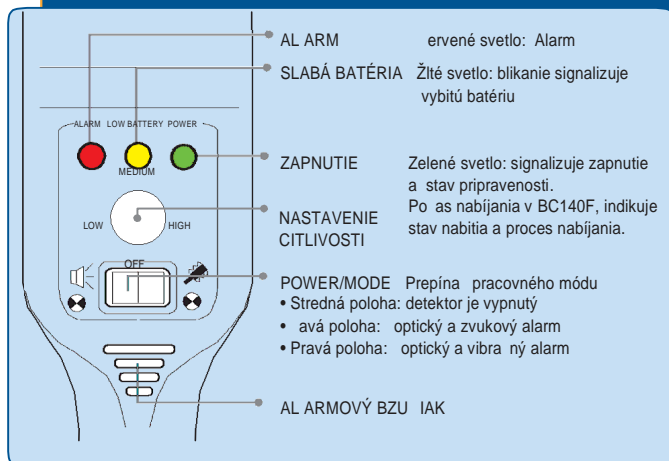 AL ARM ervené svetlo: Alarm
SLABÁ BATÉRIA Žlté svetlo: blikanie signalizuje
vybitú batériu
ALARM LOW BATTERY POWER
MEDIUM
LOW HIGH
OFF
ZAPNUTIE Zelené svetlo: signalizuje zapnutie
a stav pripravenosti.
Po as nabíjania v BC140F, indikuje
stav nabitia a proces nabíjania.
NASTAVENIE
CITLIVOSTI
POWER/MODE Prepína pracovného módu
• Stredná poloha: detektor je vypnutý
• avá poloha: optický a zvukový alarm
• Pravá poloha: optický a vibra ný alarm
AL ARMOVÝ BZU IAK